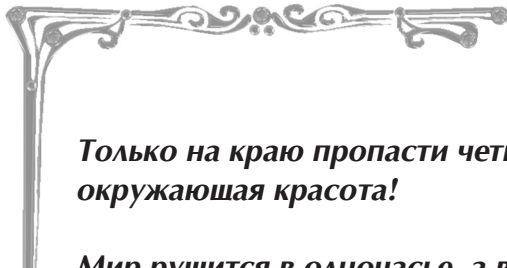 Только на краю пропасти
окружающая красота!
Мир рушится в одночасье, а